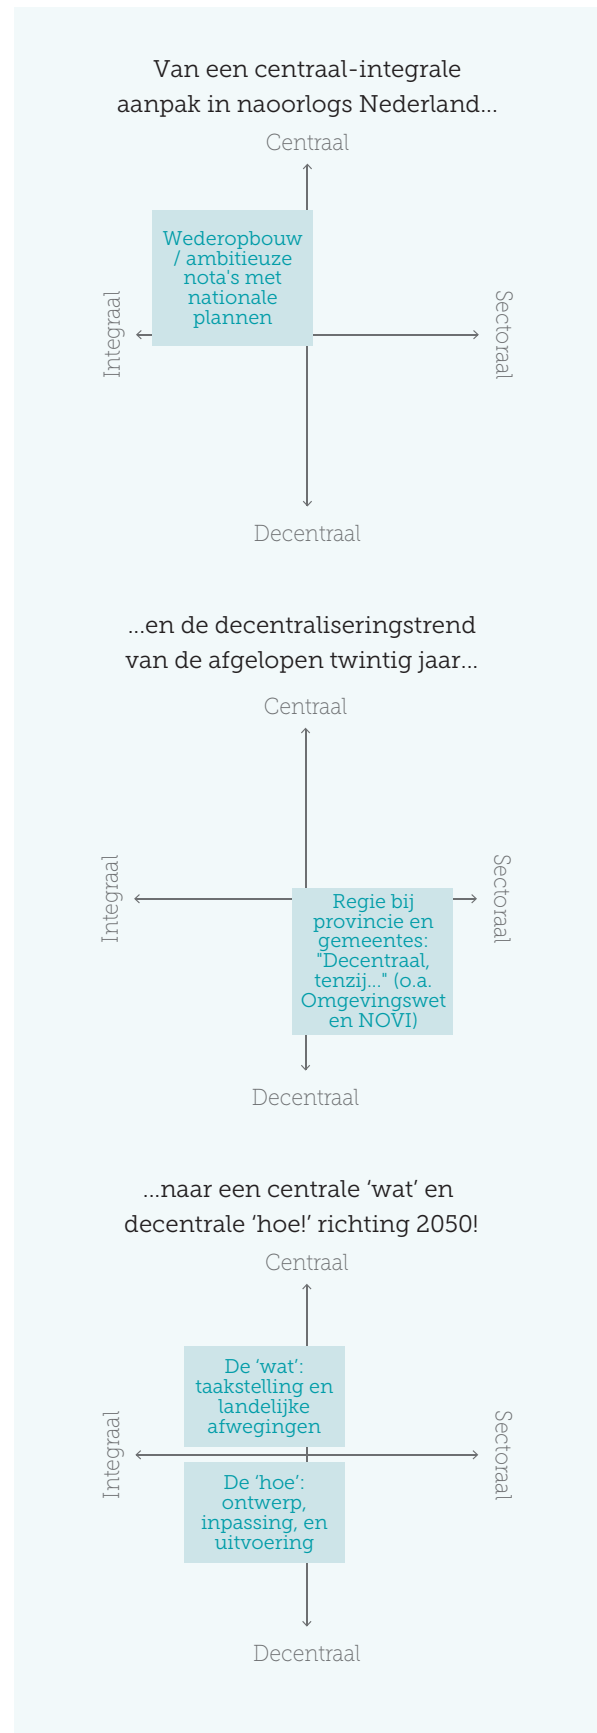 Van een centraal-integrale
aanpak in naoorlogs Nederland...
Centraal
Wederopbouw
/ ambitieuze
nota's met
nationale
plannen
Integraal
Sectoraal
Decentraal
...en de decentraliseringstrend
van de afgelopen twintig jaar...
Centraal
Integraal
Sectoraal
Regie bij
provincie en
gemeentes:
"Decentraal,
tenzij..." (o.a.
Omgevingswet
en NOVI)
Decentraal
...naar een centrale ‘wat’ en
decentrale ‘hoe!’ richting 2050!
Centraal
De ‘wat’:
taakstelling en
landelijke
afwegingen
Integraal
Sectoraal
De ‘hoe’:
ontwerp,
inpassing, en
uitvoering
Decentraal